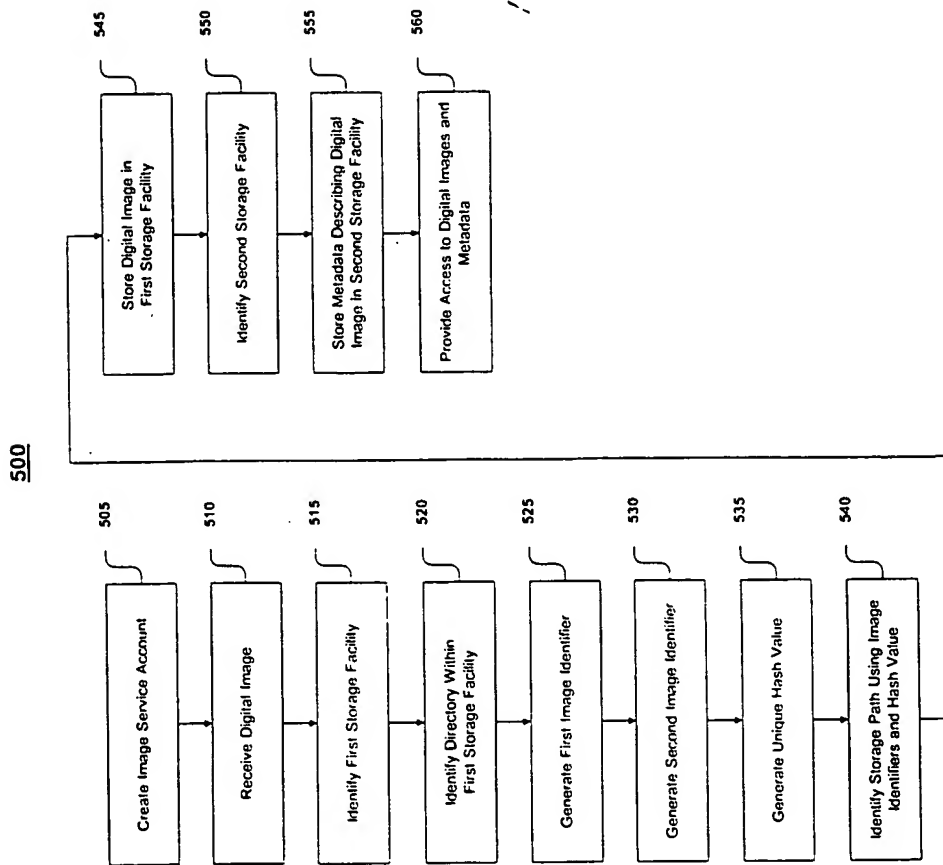 500
505
Create Image Service Account
510
Receive Digital Image
515
Identify First Storage Facility
520
Identify Directory Within
First Storage Facility
525
Generate First Image Identifier
530
Generate Second Image Identifier
535
Generate Unique Hash Value
540
Identify Storage Path Using Image
Identifiers and Hash Value
545
Store Digital Image in
First Storage Facility
550
Identify Second Storage Facility
555
Store Metadata Describing Digital
Image In Second Storage Facility
560
Provide Access to Digital Images and
Metadata